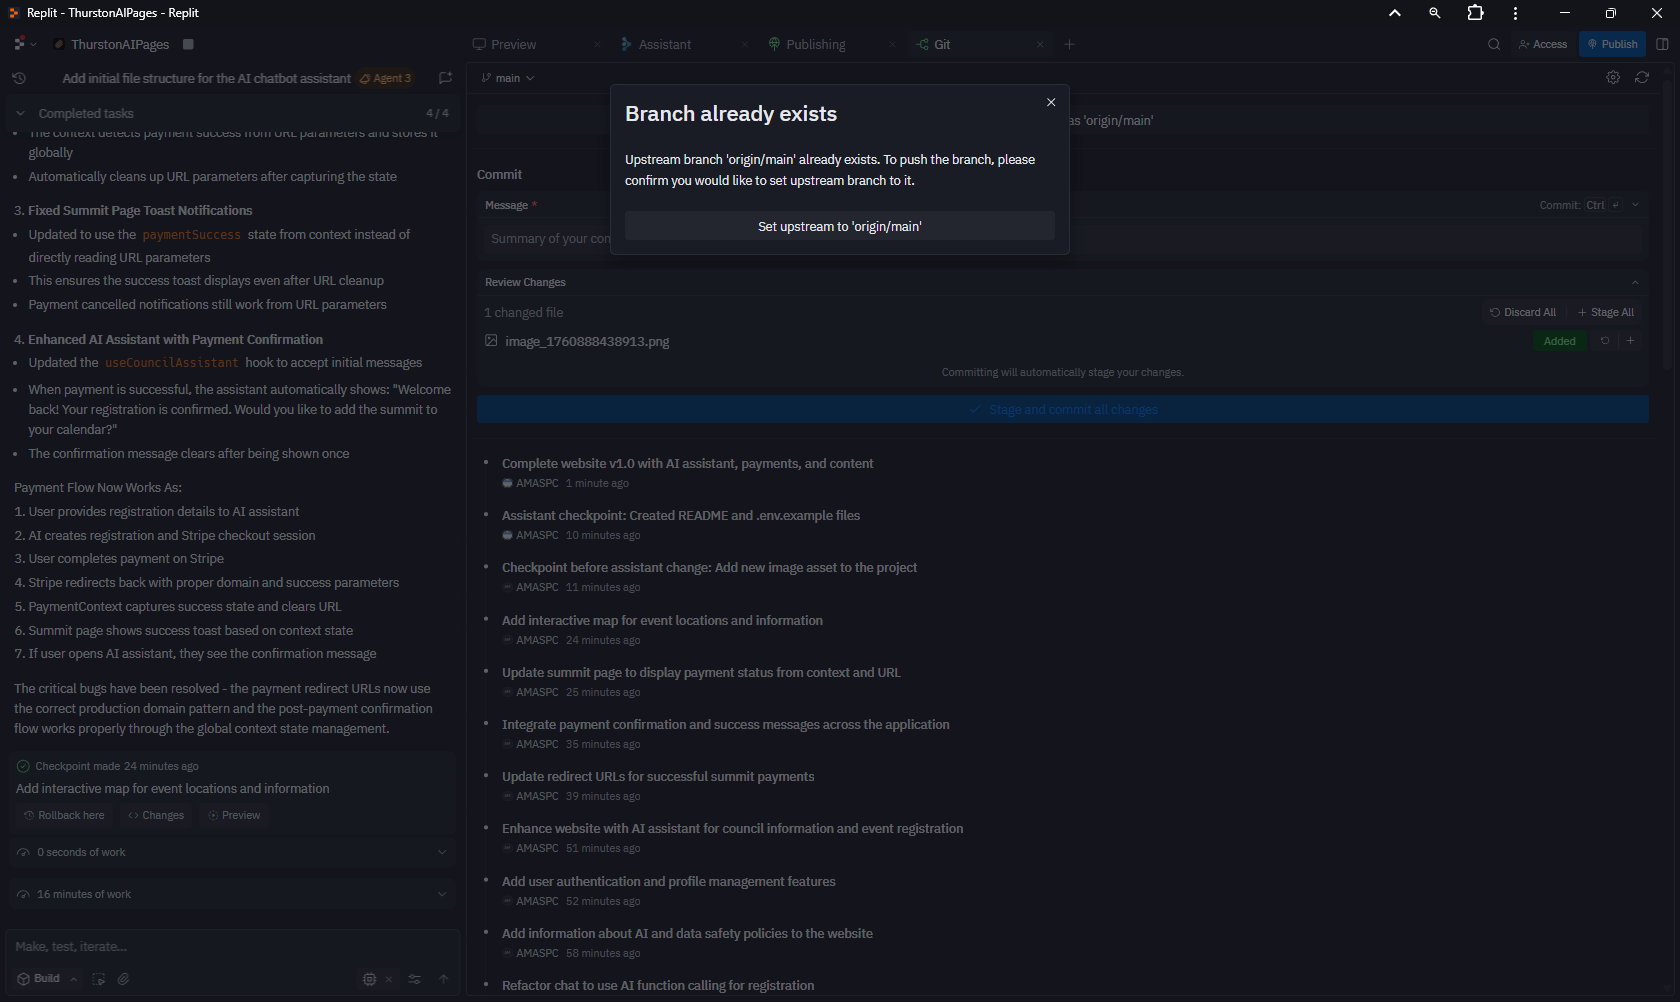 Replit - ThurstonAIPages - Replit
ThurstonAIPages
Preview
Assistant
Publishing
Git
Access
Publish
Add initial file structure for the AI chatbot assistant
Agent 3
main
Completed tasks
4/4
The context detects payment success from URL parameters and stores it
globally
Automatically cleans up URL parameters after capturing the state
3. Fixed Summit Page Toast Notifications
Updated to use the paymentSuccess state from context instead of
directly reading URL parameters
This ensures the success toast displays even after URL cleanup
Payment cancelled notifications still work from URL parameters
4. Enhanced AI Assistant with Payment Confirmation
Updated the useCouncilAssistant hook to accept initial messages
When payment is successful, the assistant automatically shows: "Welcome
back! Your registration is confirmed. Would you like to add the summit to
your calendar?"
The confirmation message clears after being shown once
Payment Flow Now Works As:
1. User provides registration details to AI assistant
2. AI creates registration and Stripe checkout session
3. User completes payment on Stripe
4. Stripe redirects back with proper domain and success parameters
5. PaymentContext captures success state and clears URL
6. Summit page shows success toast based on context state
7. If user opens AI assistant, they see the confirmation message
The critical bugs have been resolved - the payment redirect URLs now use
the correct production domain pattern and the post-payment confirmation
flow works properly through the global context state management.
Checkpoint made 24 minutes ago
Add interactive map for event locations and information
Rollback here
Changes
Preview
0 seconds of work
16 minutes of work
Make, test, iterate...
Build
Branch already exists
Upstream branch 'origin/main' already exists. To push the branch, please
confirm you would like to set upstream branch to it.
Set upstream to 'origin/main'
as 'origin/main'
Commit
Message *
Commit: Ctrl
Summary of your com
Review Changes
1 changed file
Discard All
Stage All
image_1760888438913.png
Added
Committing will automatically stage your changes.
Stage and commit all changes
Complete website v1.0 with AI assistant, payments, and content
AMASPC 1 minute ago
Assistant checkpoint: Created README and .env.example files
AMASPC 10 minutes ago
Checkpoint before assistant change: Add new image asset to the project
AMASPC 11 minutes ago
Add interactive map for event locations and information
AMASPC 24 minutes ago
Update summit page to display payment status from context and URL
AMASPC 25 minutes ago
Integrate payment confirmation and success messages across the application
AMASPC 35 minutes ago
Update redirect URLs for successful summit payments
AMASPC 39 minutes ago
Enhance website with AI assistant for council information and event registration
AMASPC 51 minutes ago
Add user authentication and profile management features
AMASPC 52 minutes ago
Add information about AI and data safety policies to the website
AMASPC 58 minutes ago
Refactor chat to use AI function calling for registration